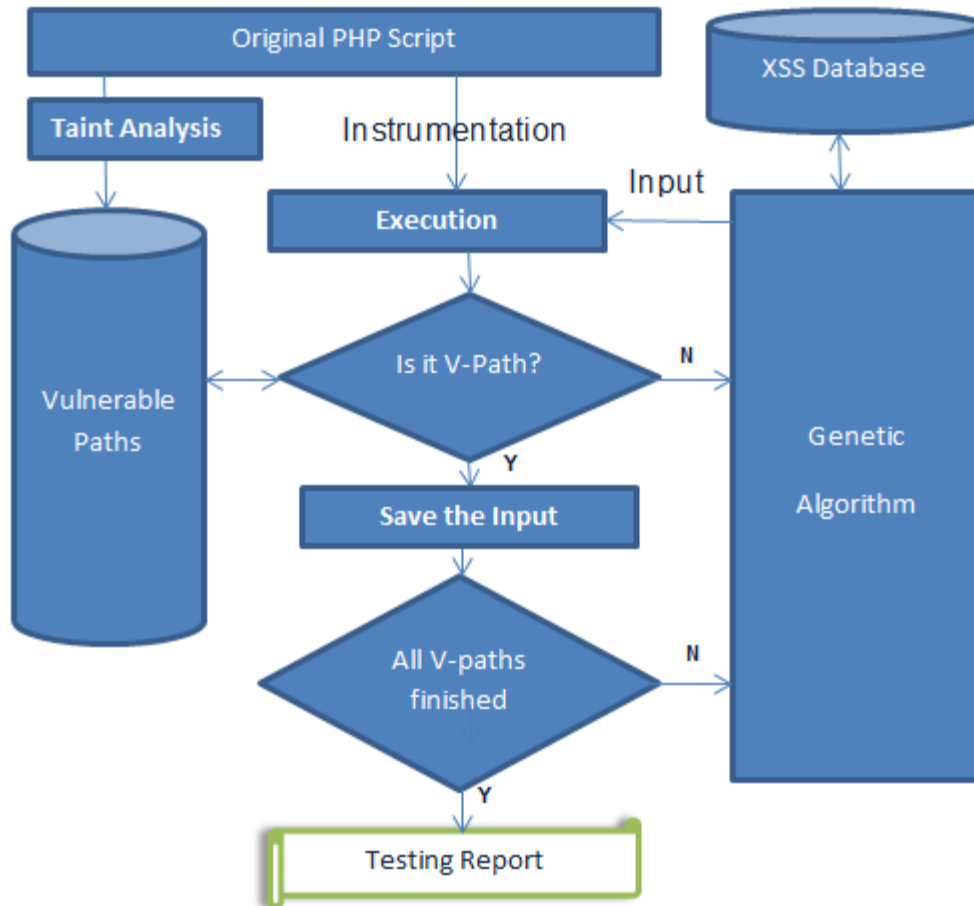 Original PHP Script
XSS Database
Taint Analysis
Instrumentation
Input
Execution
Is it V-Path?
N
Vulnerable
Paths
Genetic
Algorithm
Y
Save the Input
All V-paths
finished
N
Y
Testing Report